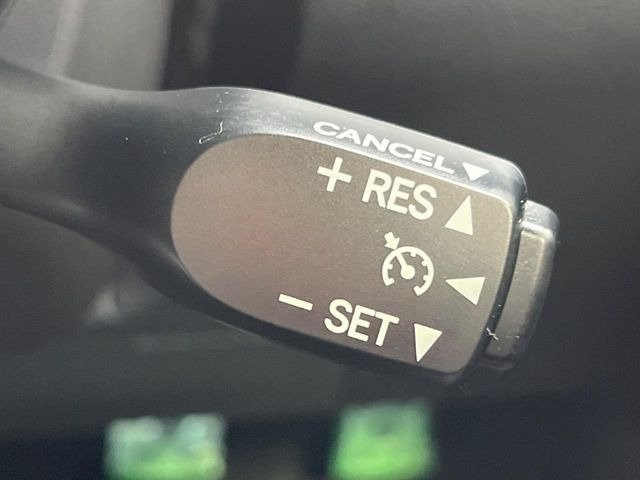 CANCEL ▼
+ RES ▲
− SET ▼